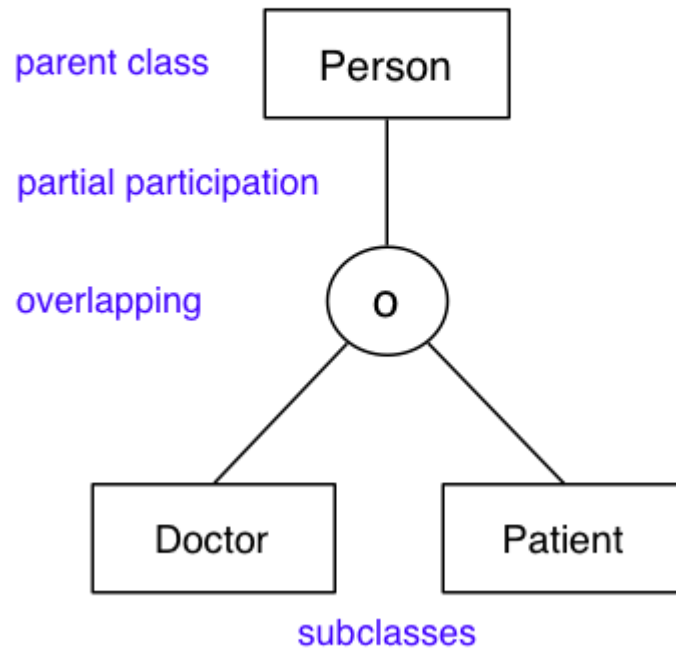 parent class
Person
partial participation
overlapping
o
Doctor
Patient
subclasses